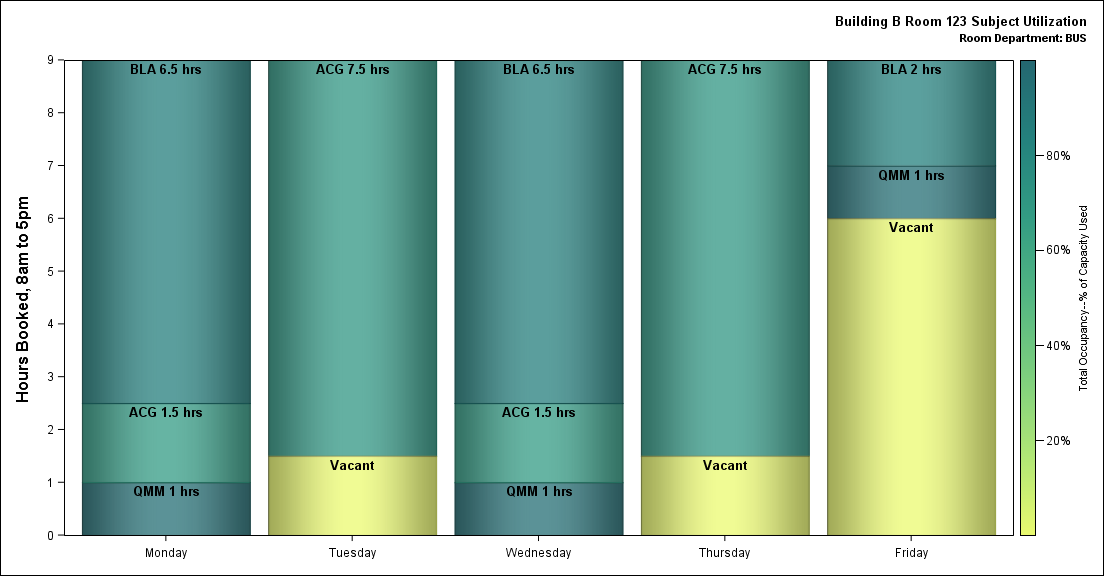 Building B Room 123 Subject Utilization
Room Department: BUS
Hours Booked, 8am to 5pm
9
8
7
6
5
4
3
2
1
0
BLA 6.5 hrs
ACG 1.5 hrs
QMM 1 hrs
ACG 7.5 hrs
Vacant
BLA 6.5 hrs
ACG 1.5 hrs
QMM 1 hrs
ACG 7.5 hrs
Vacant
BLA 2 hrs
QMM 1 hrs
Vacant
Monday
Tuesday
Wednesday
Thursday
Friday
80%
60%
40%
20%
Total Occupancy--% of Capacity Used